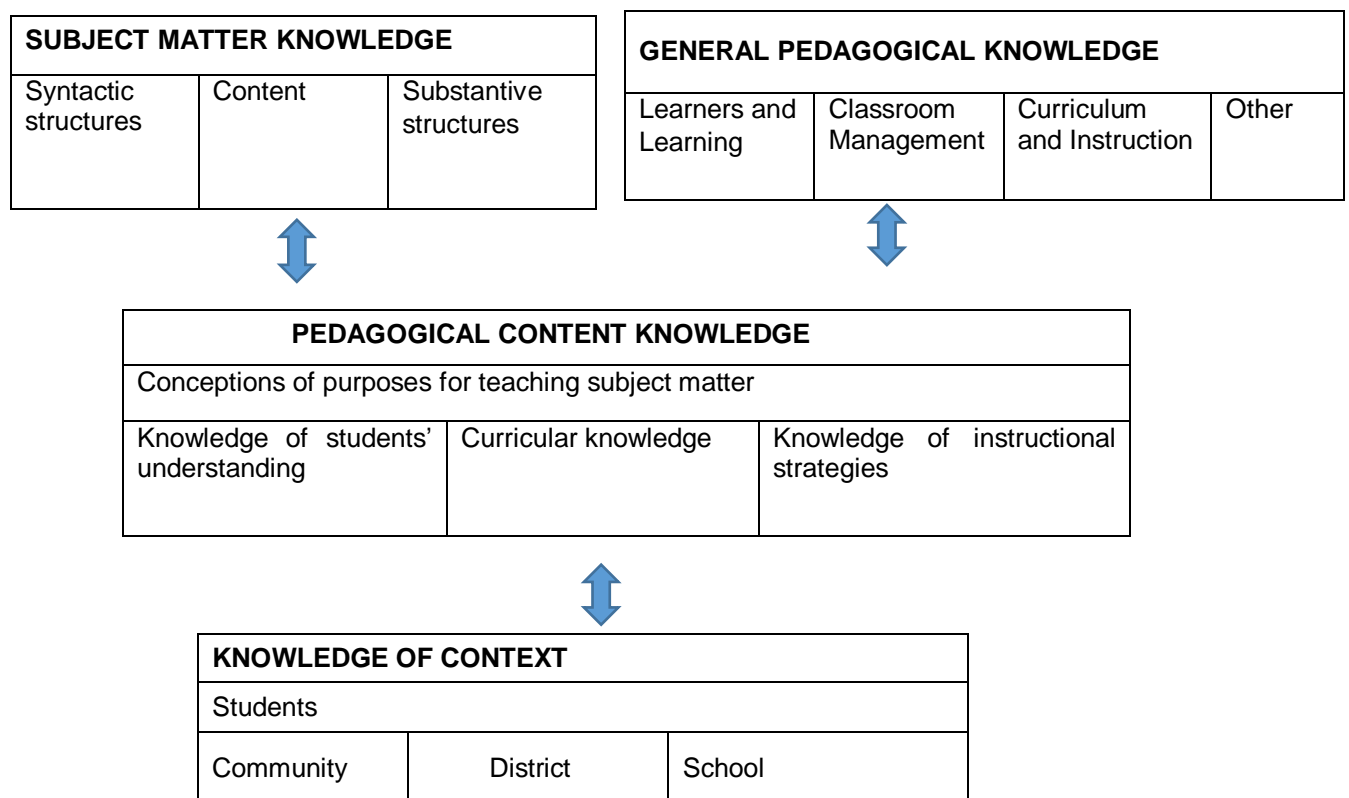 SUBJECT MATTER KNOWLEDGE
Syntactic
structures
Content
Substantive
structures
GENERAL PEDAGOGICAL KNOWLEDGE
Learners and
Learning
Classroom
Management
Curriculum
and Instruction
Other
PEDAGOGICAL CONTENT KNOWLEDGE
Conceptions of purposes for teaching subject matter
Knowledge of students’
understanding
Curricular knowledge
Knowledge of instructional
strategies
KNOWLEDGE OF CONTEXT
Students
Community
District
School